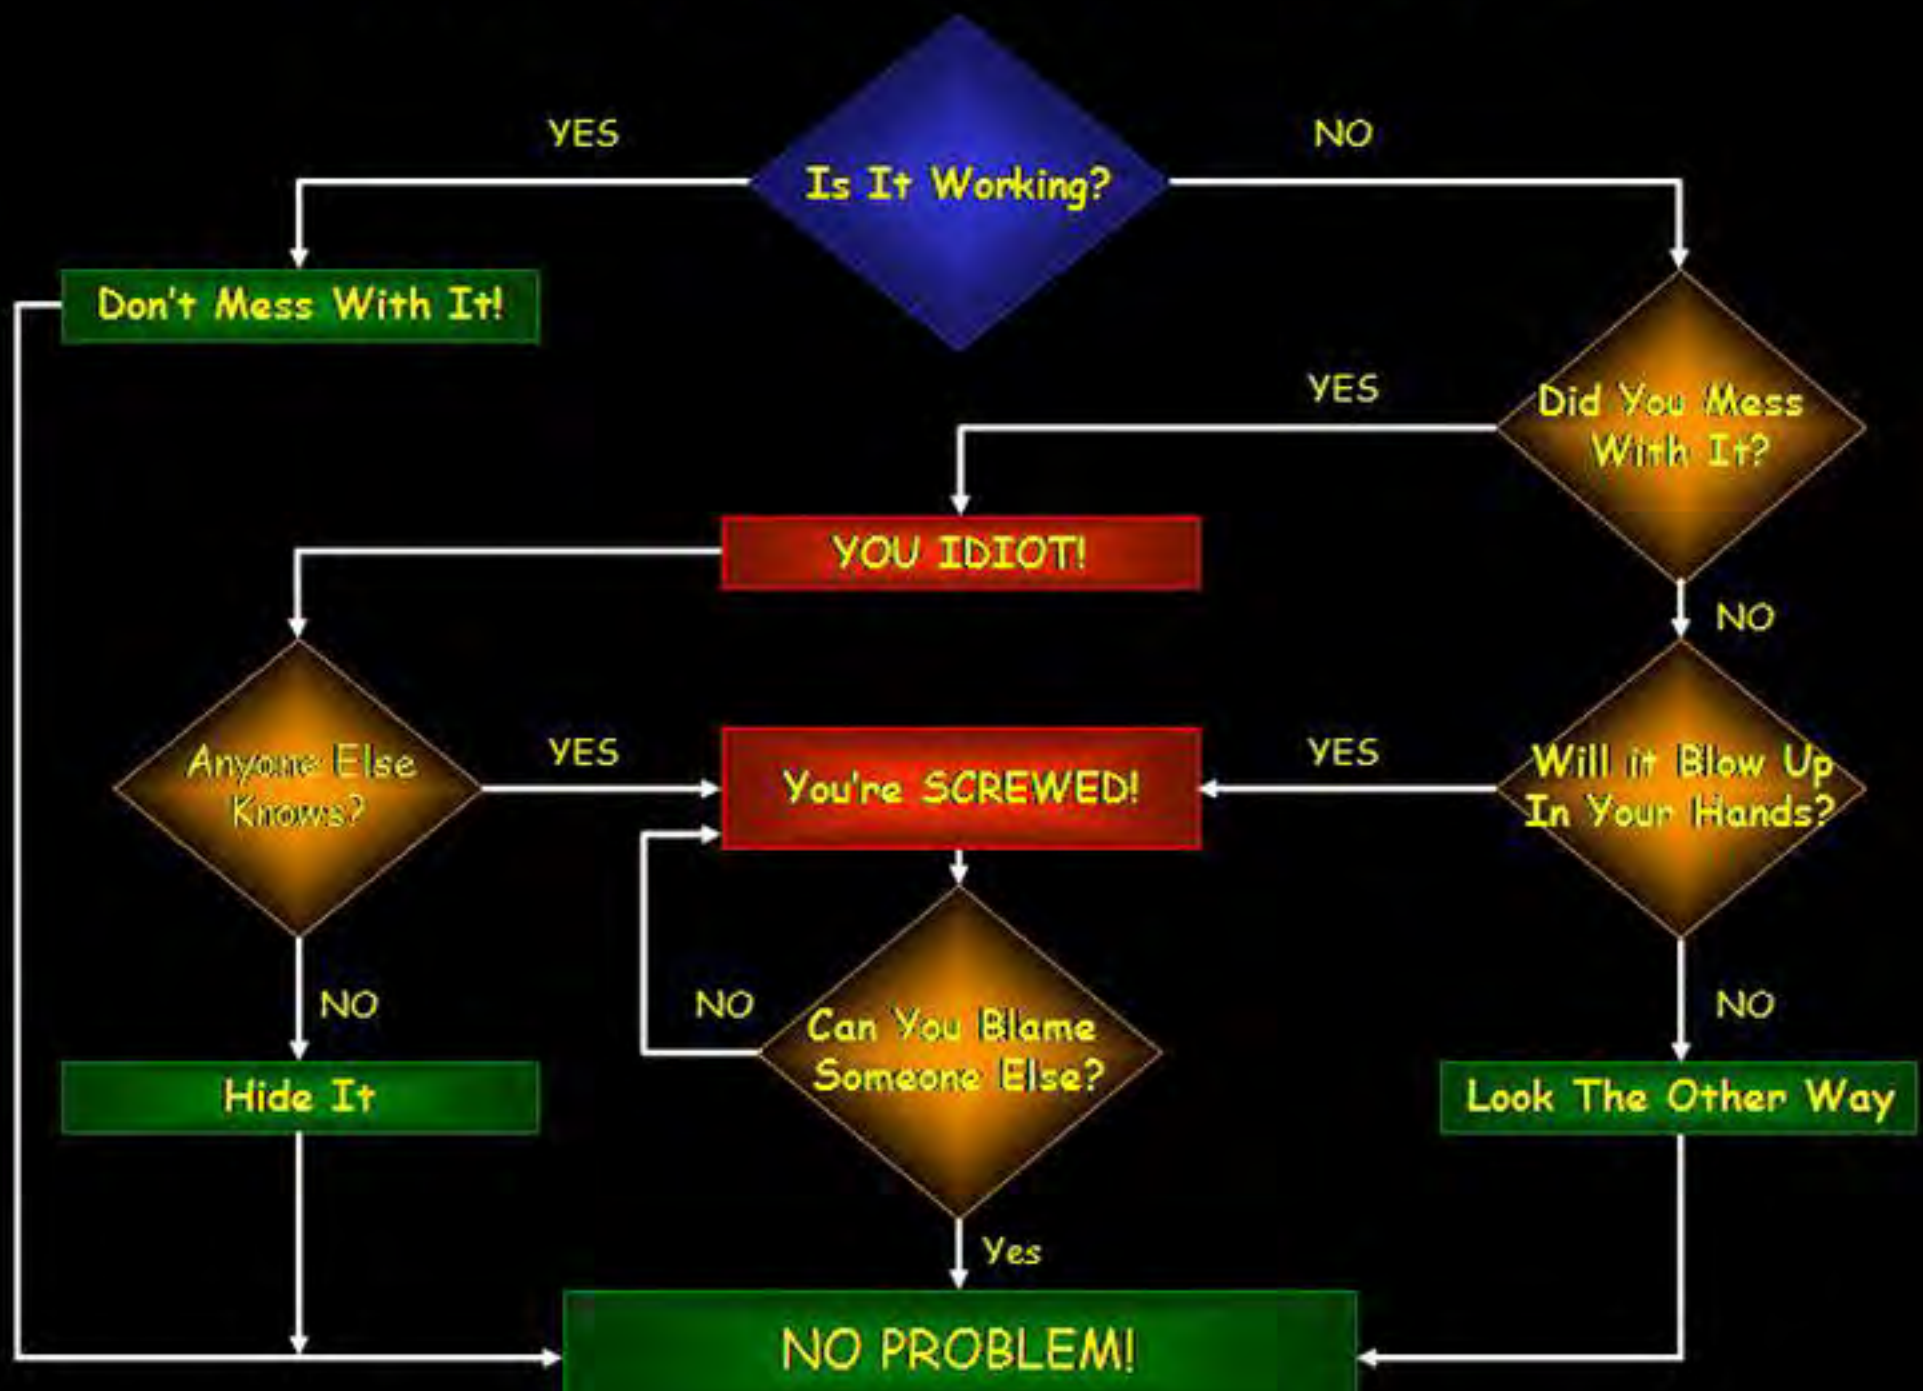 YES
Is It Working?
NO
Don't Mess With It!
YES
Did You Mess
With It?
YOU IDIOT!
NO
Anyone Else
Knows?
YES
You're SCREWED!
YES
Will it Blow Up
In Your Hands?
NO
NO
Can You Blame
Someone Else?
NO
Hide It
Look The Other Way
Yes
NO PROBLEM!